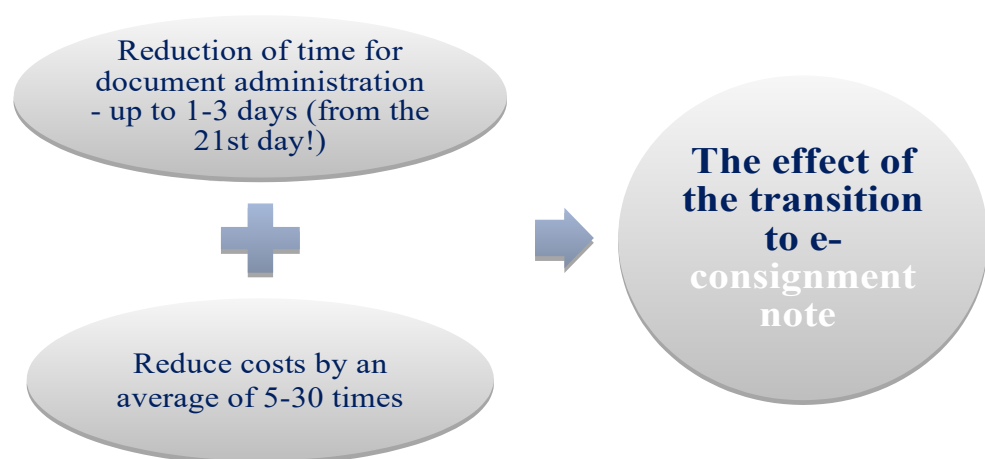 Reduction of time for
document administration
- up to 1-3 days (from the
21st day!)
Reduce costs by an
average of 5-30 times
The effect of
the transition
to e-
consignment
note